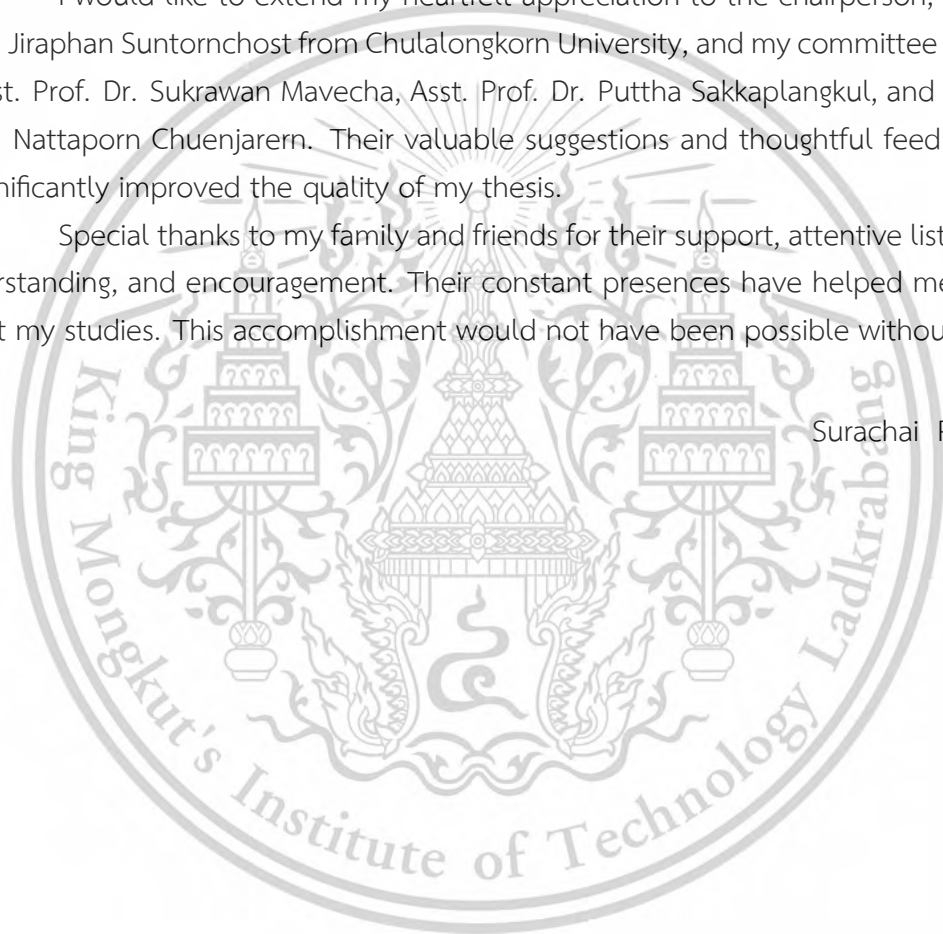 I would like to extend my heartfelt appreciation to the chairperson,
Jiraphan Suntornchost from Chulalongkorn University, and my committee
st. Prof. Dr. Sukrawan Mavecha, Asst. Prof. Dr. Puttha Sakkaplangkul, and
Nattaporn Chuenjarern. Their valuable suggestions and thoughtful feed
nificantly improved the quality of my thesis.
Special thanks to my family and friends for their support, attentive list
rstanding, and encouragement. Their constant presences have helped me
t my studies. This accomplishment would not have been possible withou
Surachai
King Mongkut's Institute of Technology Ladkrabang